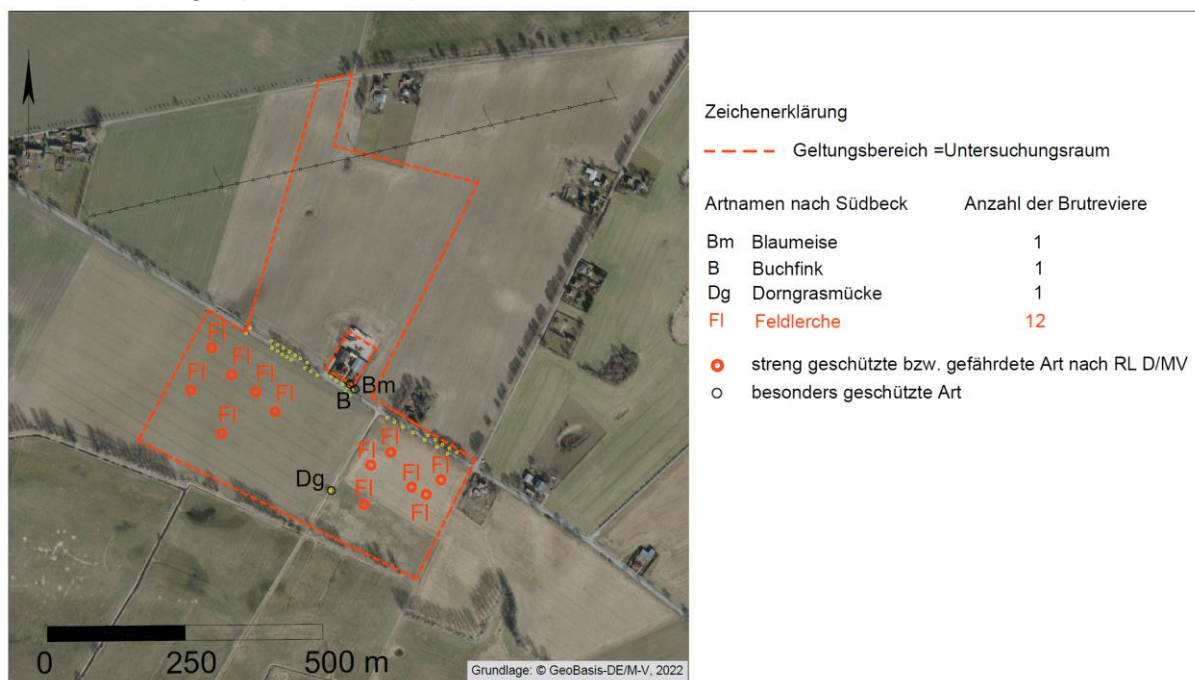 Zeichenerklärung
Geltungsbereich =Untersuchungsraum
Artnamen nach Südbeck Anzahl der Brutreviere
Bm Blaumeise 1
B Buchfink 1
Dg Dorngrasmücke 1
Fl Feldlerche 12
streng geschützte bzw. gefährdete Art nach RL D/MV
besonders geschützte Art
Fl
Fl
Fl
Fl
Fl
Fl
Bm
B
Fl
Fl
Fl
Fl
Dg
Fl
Fl
0 250 500 m
Grundlage: © GeoBasis-DE/M-V, 2022